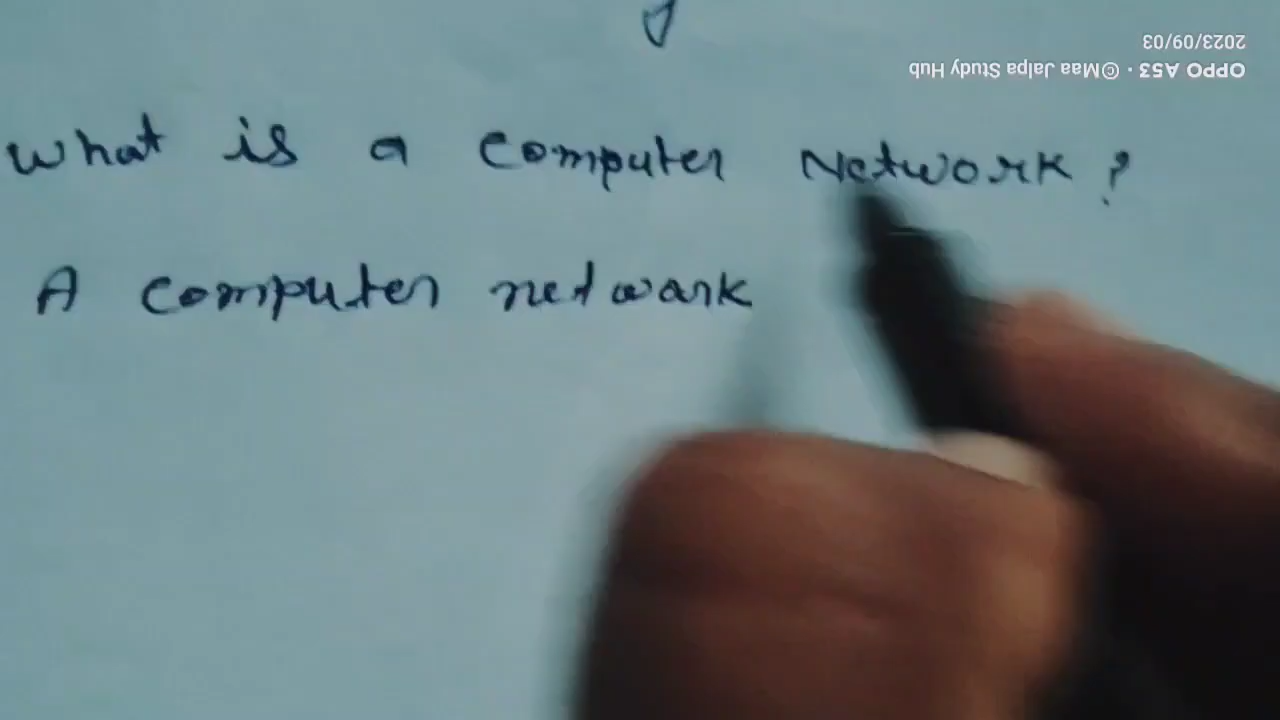 2023/09/03
OPPO A53 · ©Maa Jalpa Study Hub
What is a Computer Network?
A computer network